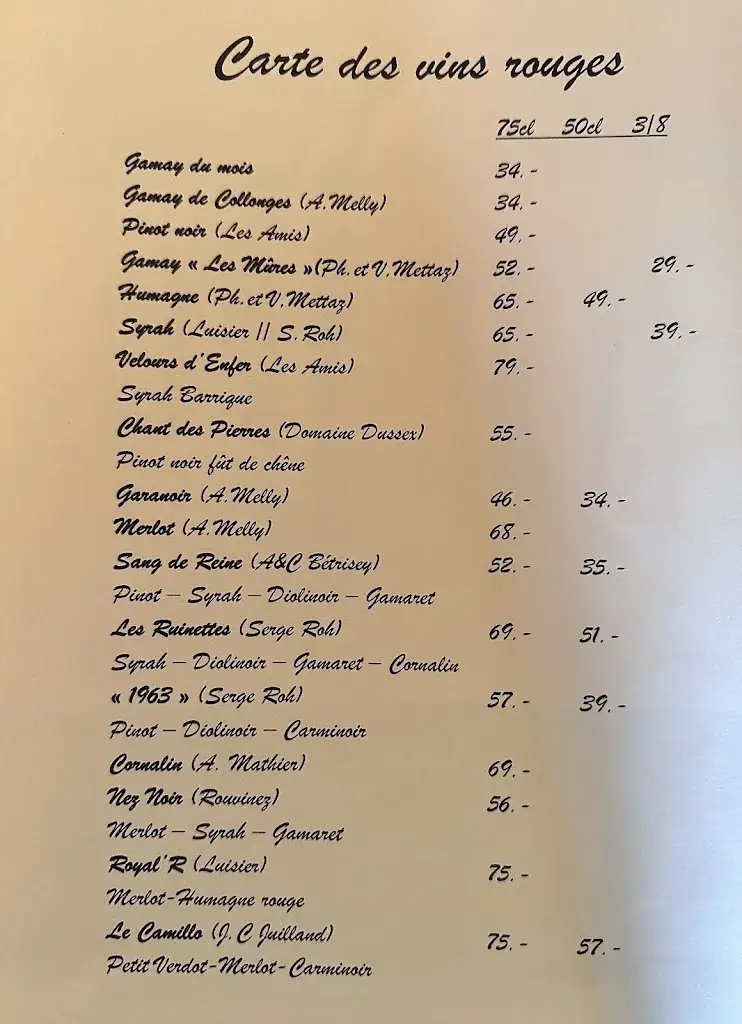 Carte des vins rouges
75cl 50cl 3/8
Gamay du mois 34.-
Gamay de Collonges (A.Melly) 34.-
Pinot noir (Les Amis) 49.-
Gamay « Les Mûres »(Ph. et V.Mettaz) 52.- 29.-
Humagne (Ph. et V.Mettaz) 65.- 49.-
Syrah (Luisier || S. Roh) 65.- 39.-
Velours d'Enfer (Les Amis) 79.-
Syrah Barrique
Chant des Pierres (Domaine Dussex) 55.-
Pinot noir fût de chêne
Garanoir (A.Melly) 46.- 34.-
Merlot (A.Melly) 68.-
Sang de Reine (A&C Bétrisey) 52.- 35.-
Pinot – Syrah – Diolinoir – Gamaret
Les Ruinettes (Serge Roh) 69.- 51.-
Syrah – Diolinoir – Gamaret – Cornalin
« 1963 » (Serge Roh) 57.- 39.-
Pinot – Diolinoir – Carminoir
Cornalin (A. Mathier) 69.-
Nez Noir (Rouvinez) 56.-
Merlot – Syrah – Gamaret
Royal'R (Luisier) 75.-
Merlot-Humagne rouge
Le Camillo (J. C Juilland) 75.- 57.-
Petit Verdot-Merlot-Carminoir